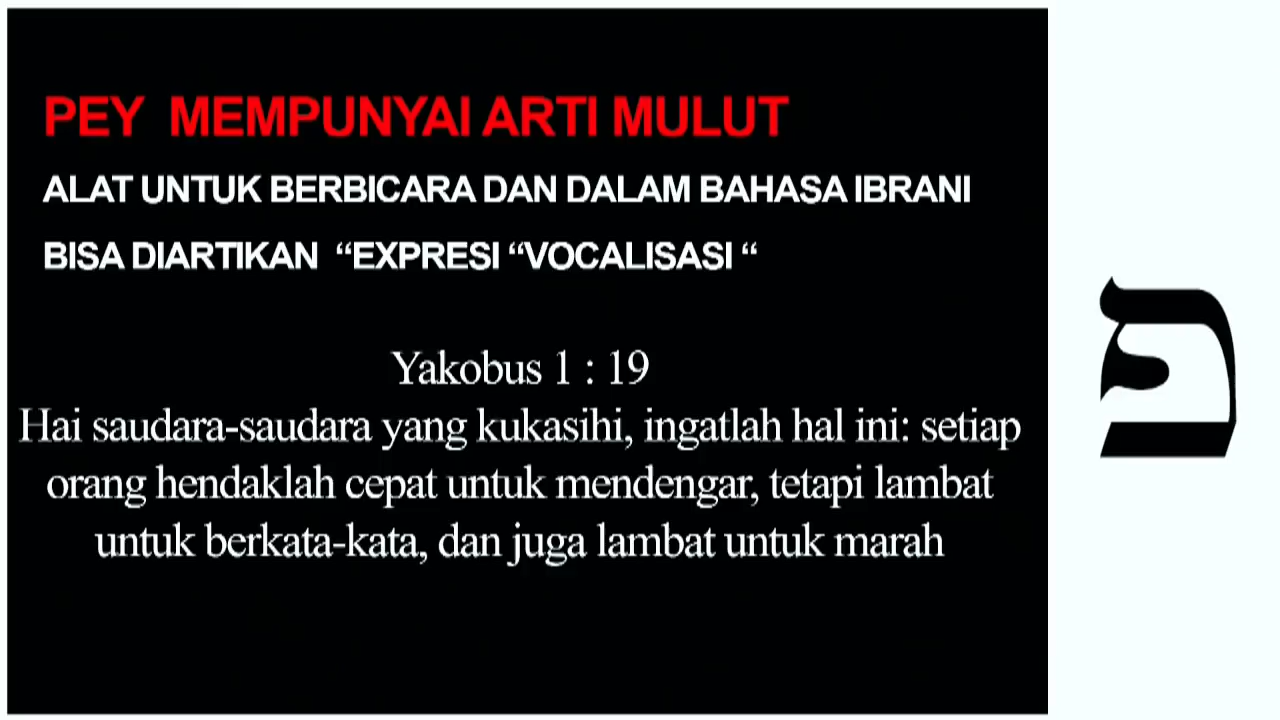 PEY MEMPUNYAI ARTI MULUT
ALAT UNTUK BERBICARA DAN DALAM BAHASA IBRANI
BISA DIARTIKAN “EXPRESI “VOCALISASI “
Yakobus 1 : 19
Hai saudara-saudara yang kukasihi, ingatlah hal ini: setiap
orang hendaklah cepat untuk mendengar, tetapi lambat
untuk berkata-kata, dan juga lambat untuk marah
פ